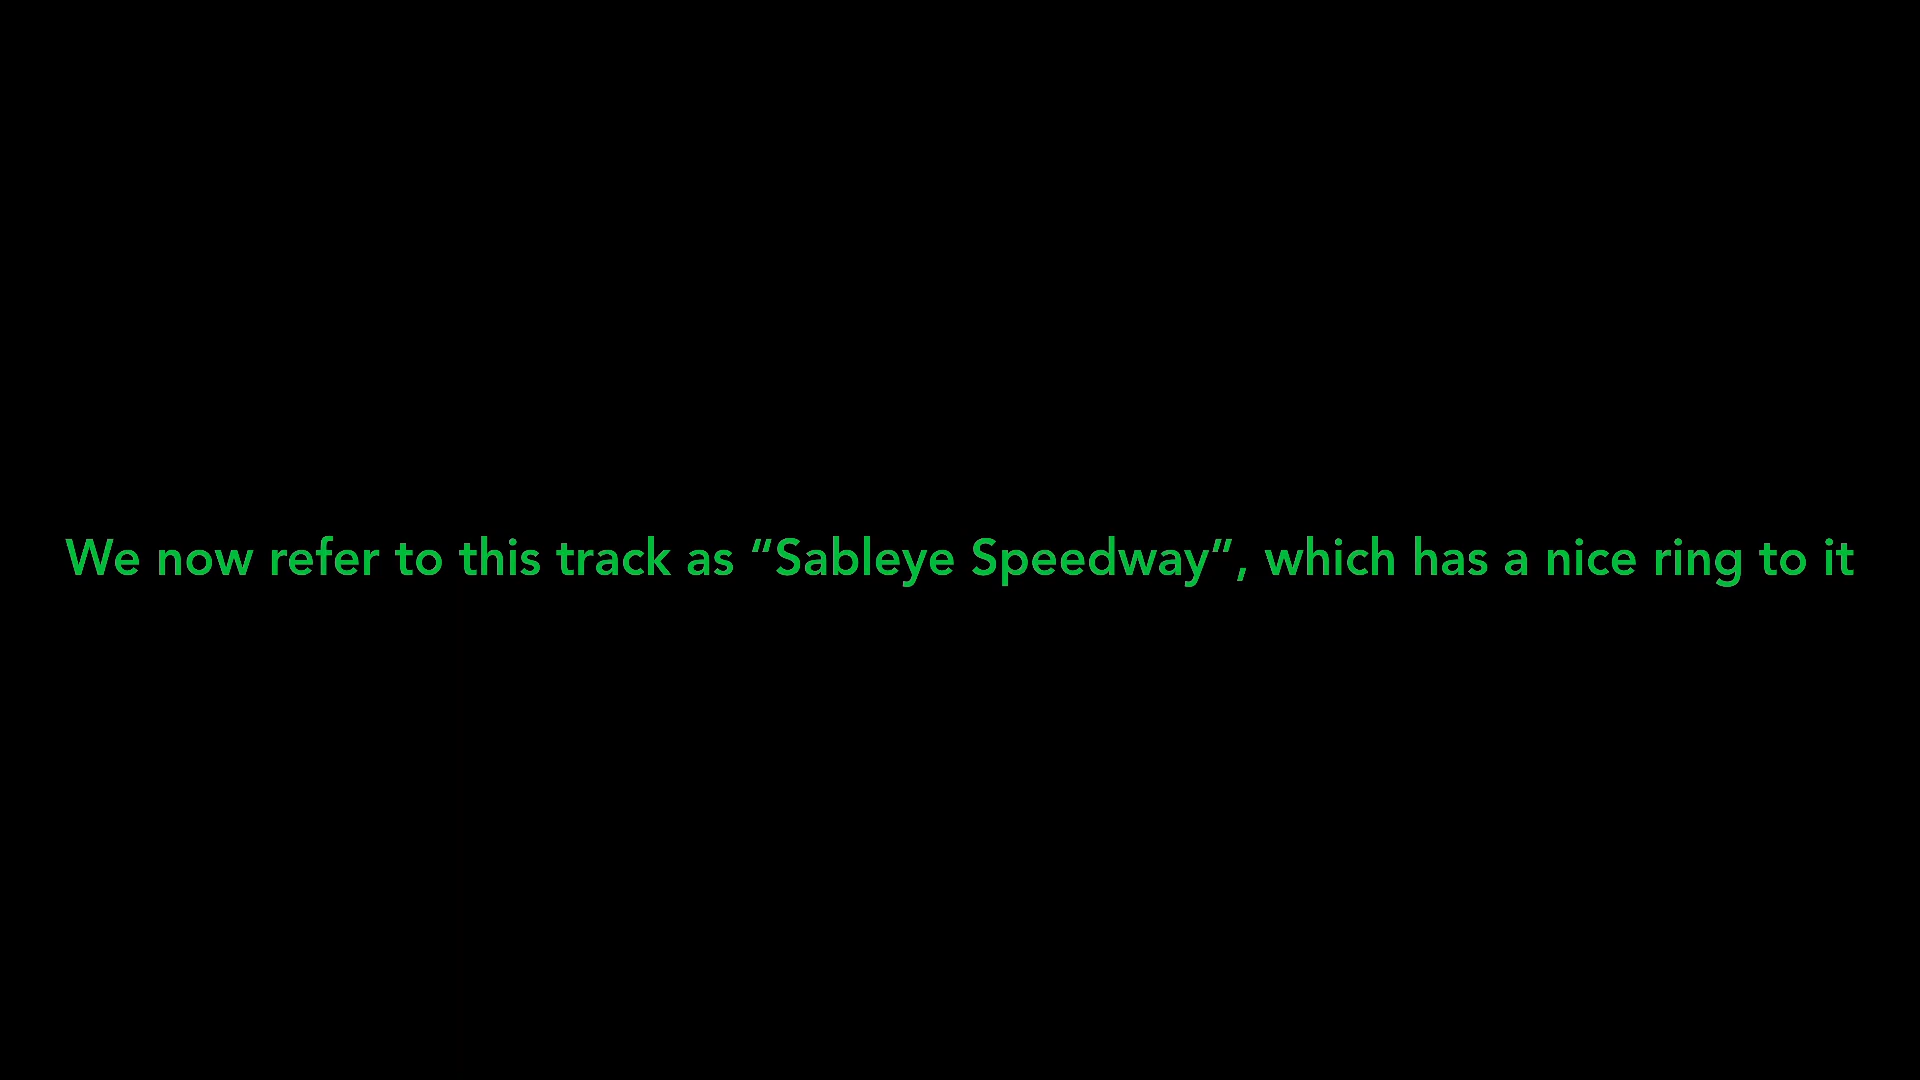 We now refer to this track as “Sableye Speedway”, which has a nice ring to it